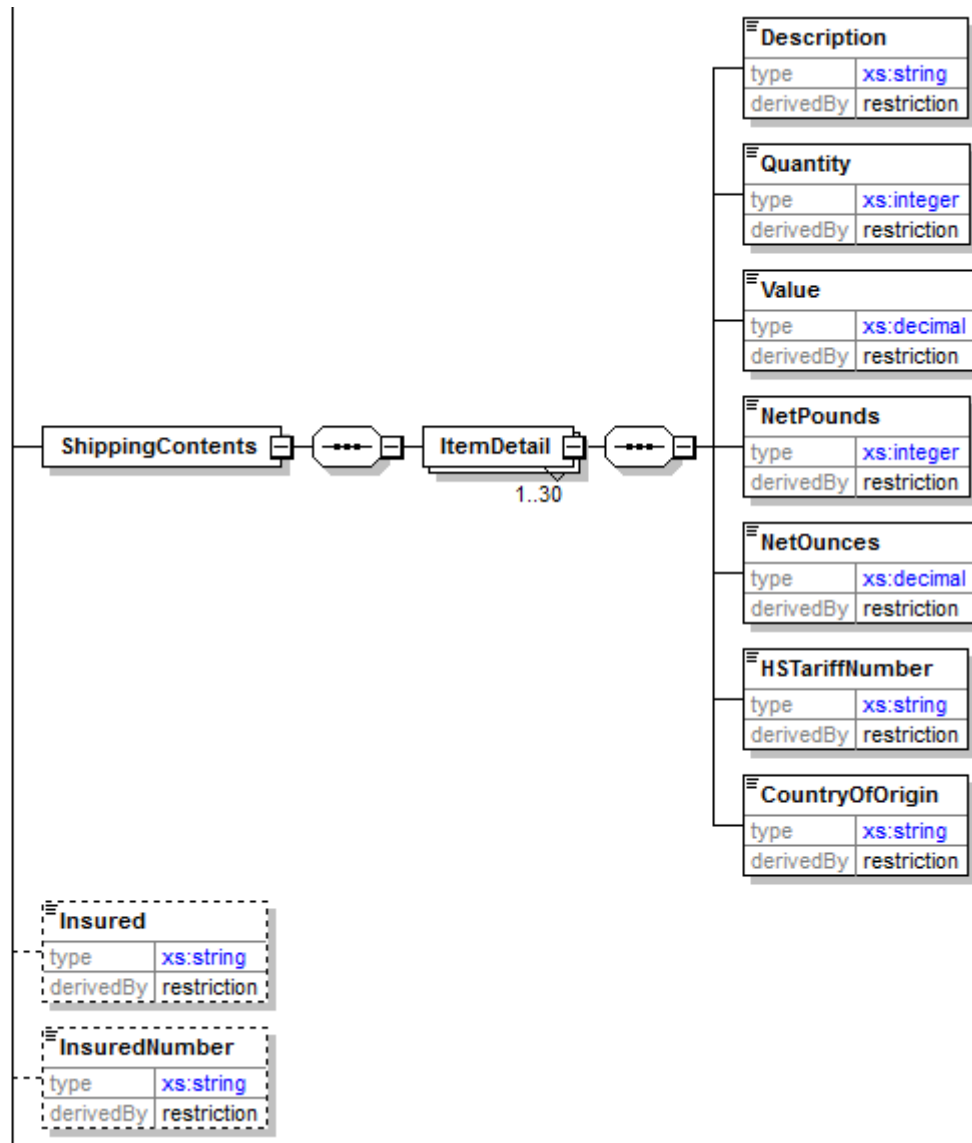 Description
type xs:string
derivedBy restriction
Quantity
type xs:integer
derivedBy restriction
Value
type xs:decimal
derivedBy restriction
ShippingContents
ItemDetail
1..30
NetPounds
type xs:integer
derivedBy restriction
NetOunces
type xs:decimal
derivedBy restriction
HSTariffNumber
type xs:string
derivedBy restriction
CountryOfOrigin
type xs:string
derivedBy restriction
Insured
type xs:string
derivedBy restriction
InsuredNumber
type xs:string
derivedBy restriction